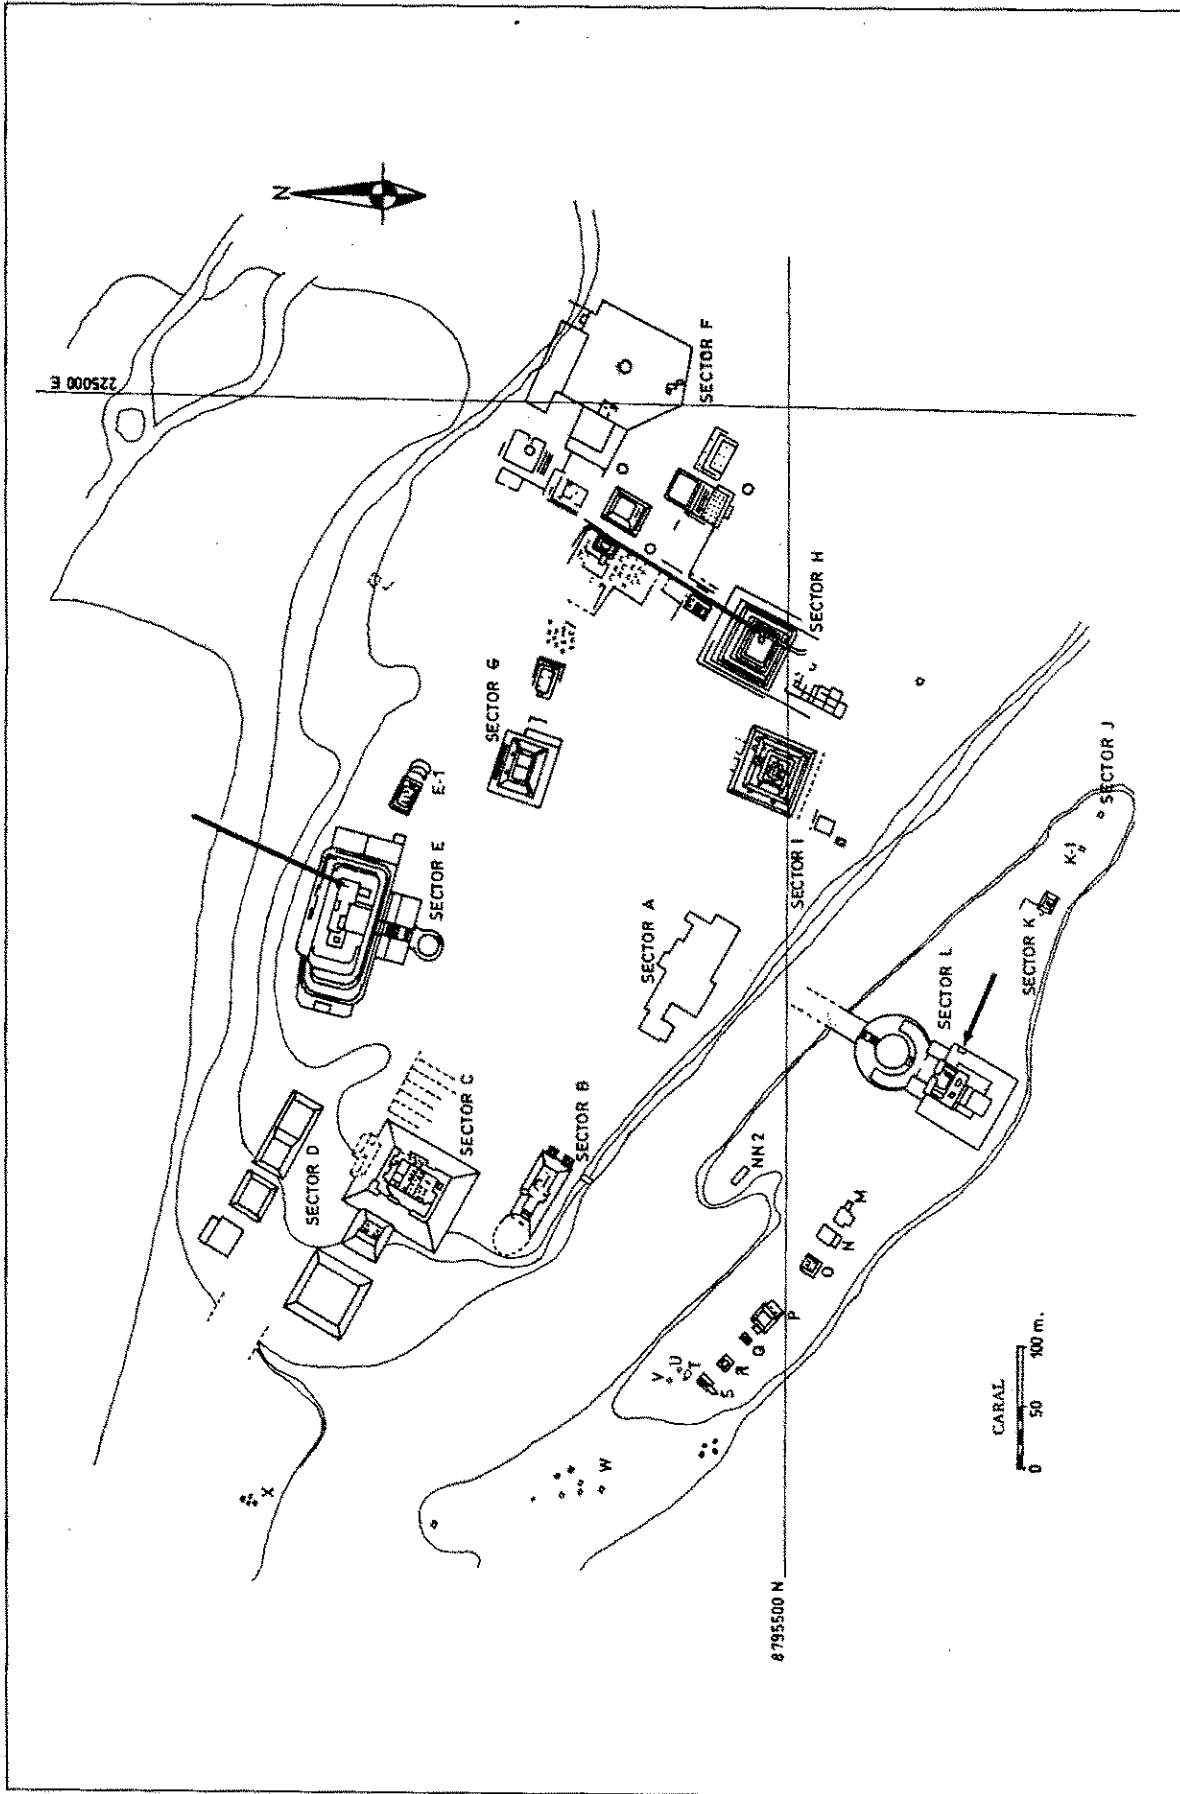 N
225000 E
SECTOR F
SECTOR G
SECTOR H
E-1
SECTOR E
SECTOR A
SECTOR I
SECTOR J
K-1
SECTOR K
SECTOR L
SECTOR D
SECTOR C
SECTOR B
NN2
M
N
O
P
Q
R
S
T
U
V
W
X
8795500 N
CARAL
0 50 100 m.